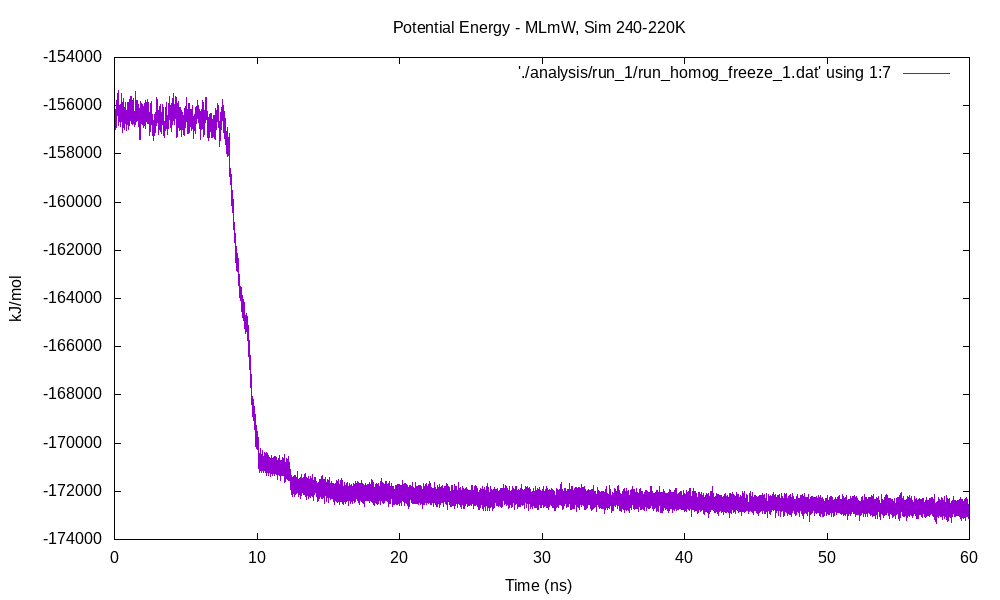 Potential Energy - MLmW, Sim 240-220K
'./analysis/run_1/run_homog_freeze_1.dat' using 1:7
-154000
-156000
-158000
-160000
-162000
-164000
-166000
-168000
-170000
-172000
-174000
kJ/mol
0 10 20 30 40 50 60
Time (ns)